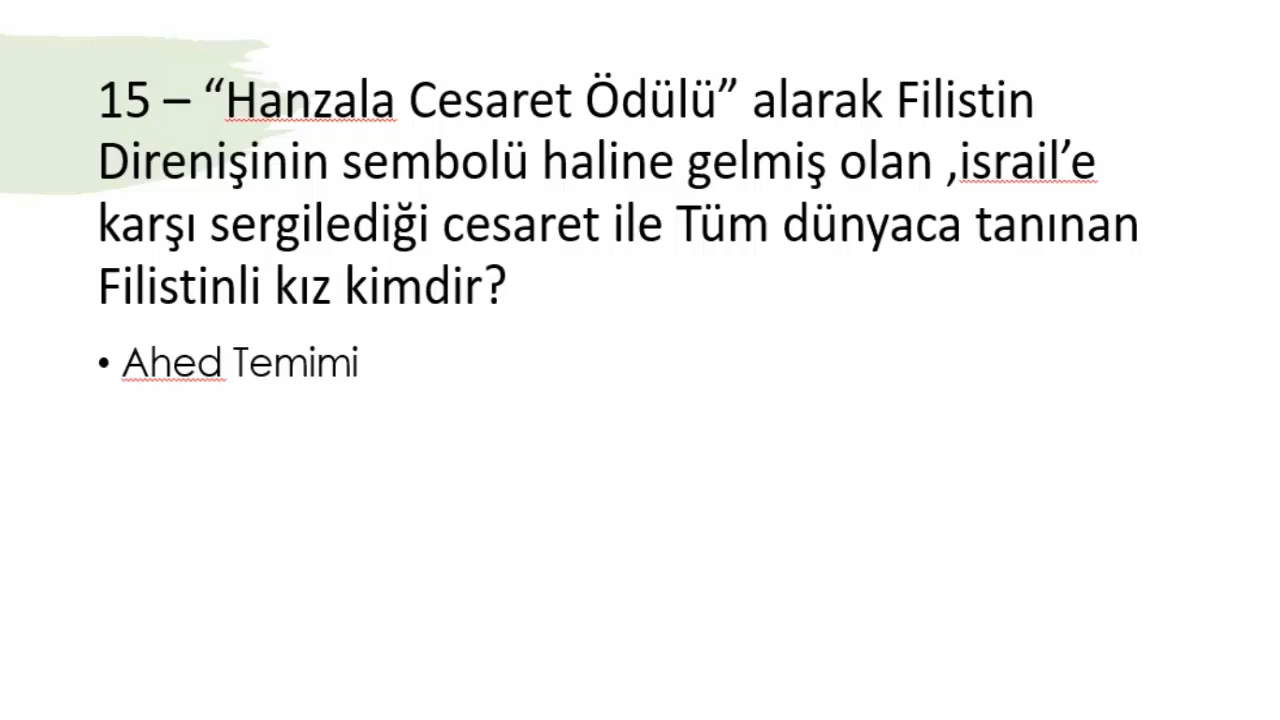 15 – “Hanzala Cesaret Ödülü” alarak Filistin
Direnişinin sembolü haline gelmiş olan ,israil’e
karşı sergilediği cesaret ile Tüm dünyaca tanınan
Filistinli kız kimdir?
• Ahed Temimi